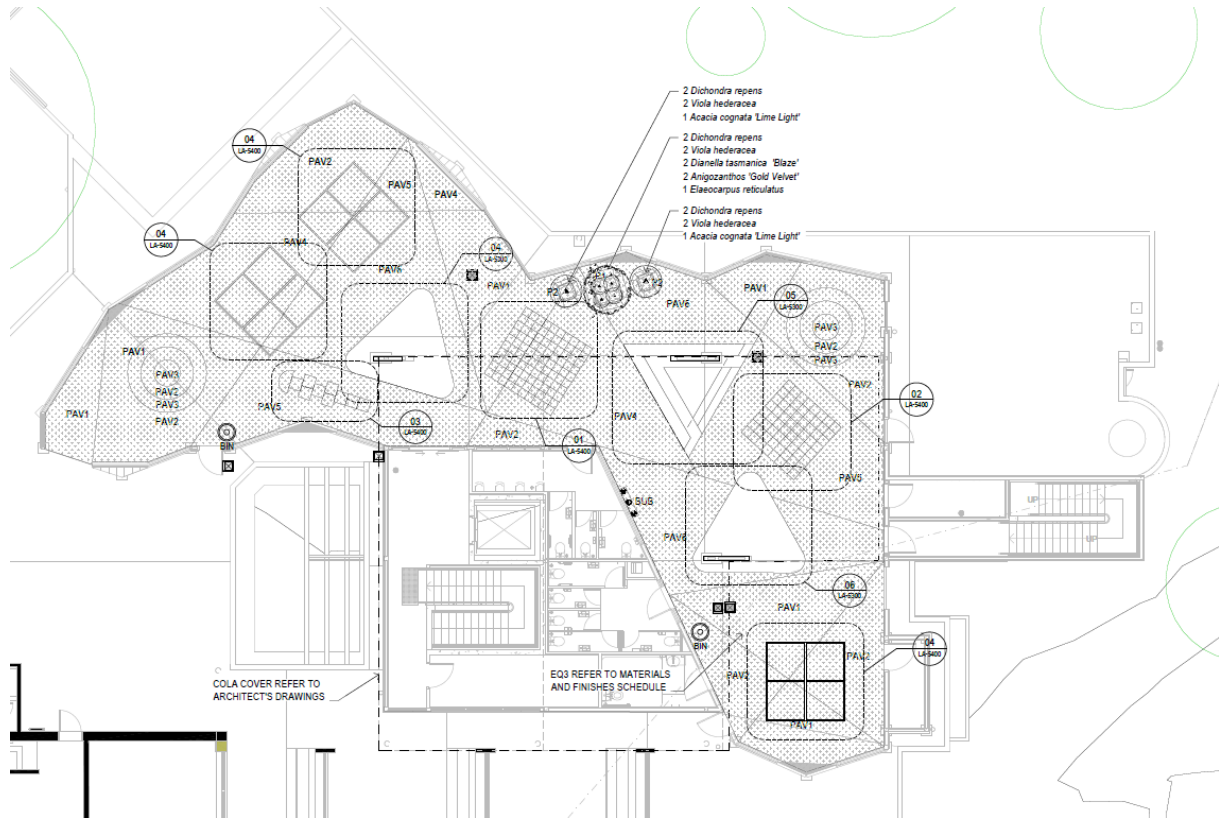 2 Dichondra repens
2 Viola hederacea
1 Acacia cognata 'Lime Light'
2 Dichondra repens
2 Viola hederacea
2 Dianella tasmanica 'Blaze'
2 Anigozanthos 'Gold Velvet'
1 Elaeocarpus reticulatus
2 Dichondra repens
2 Viola hederacea
1 Acacia cognata 'Lime Light'
04
LA-5400
PAV2
PAV5
PAV4
04
LA-5400
PAV4
PAV6
04
LA-5300
PAV1
P2
P1
P2
PAV6
PAV1
05
LA-5300
PAV3
PAV2
PAV3
PAV1
PAV3
PAV2
PAV3
PAV2
PAV1
PAV5
03
LA-5400
BIN
PAV2
01
LA-5400
PAV4
PAV2
02
LA-5400
PAV5
SUS
PAV6
UP
UP
06
LA-5300
PAV1
BIN
PAV2
04
LA-5400
PAV2
PAV1
EQ3 REFER TO MATERIALS
AND FINISHES SCHEDULE
COLA COVER REFER TO
ARCHITECT'S DRAWINGS